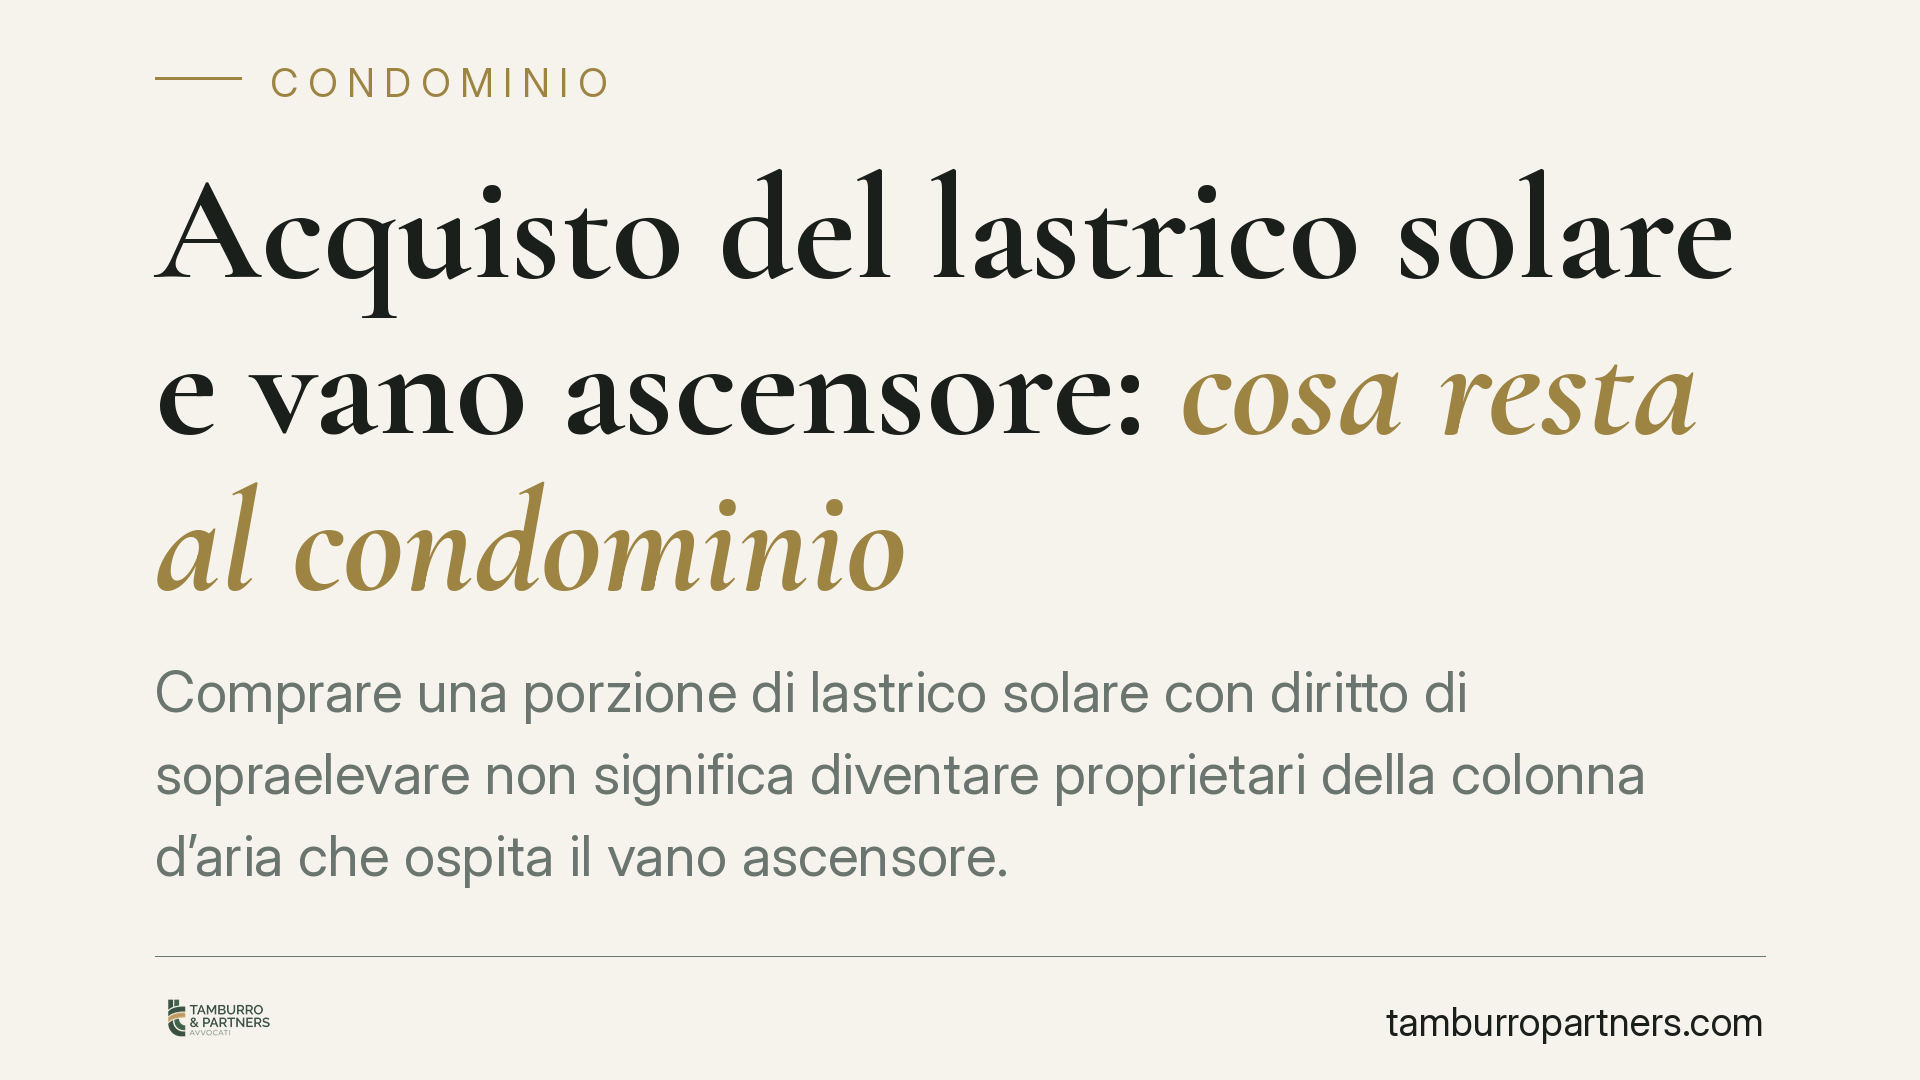 CONDOMINIO
Acquisto del lastrico solare
e vano ascensore: cosa resta
al condominio
Comprare una porzione di lastrico solare con diritto di
sopraelevare non significa diventare proprietari della colonna
d’aria che ospita il vano ascensore.
TAMBURRO
& PARTNERS
AVVOCATI
tamburropartners.com